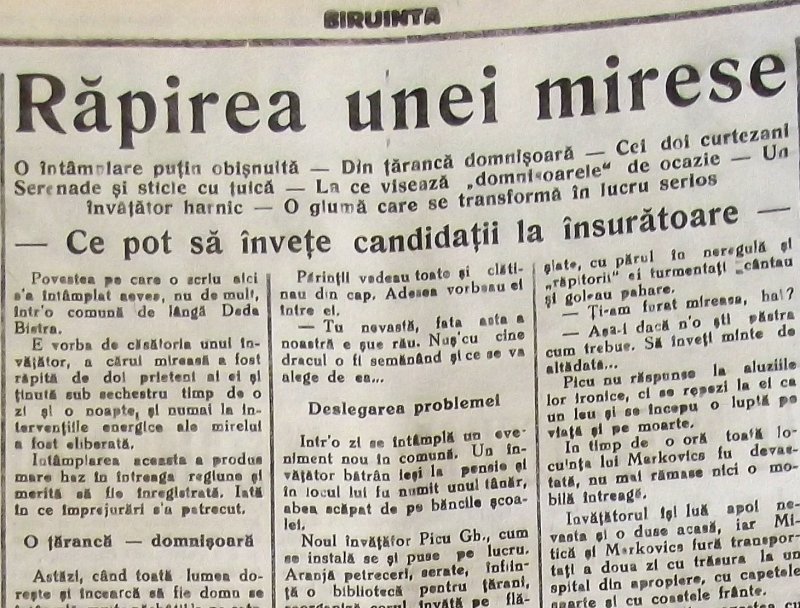 BIRUINTA
Răpirea unei mirese
O întâmplare puțin obișnuită — Din țărancă domnișoară — Cei doi curtezani
Serenade și sticle cu țuică — La ce visează „domnisoarele“ de ocazie — Un
învățător harnic — O glumă care se transformă în lucru serios
— Ce pot să învețe candidații la însurătoare —
Povestea pe care o scriu aici
s'a întâmplat aevea, nu de mult,
într'o comună de lângă Deda
Bistra.
E vorba de căsătoria unui în-
vățător, a cărui mireasă a fost
răpită de doi prieteni ai ei și
ținută sub sechestru timp de o
zi și o noapte, și numai la in-
tervențiile energice ale mirelui
a fost eliberată.
Intâmplarea aceasta a produs
mare haz în întreaga regiune și
merită să fie înregistrată. Iată
în ce împrejurări s'a petrecut.
O țărancă — domnișoară
Astăzi, când toată lumea do-
rește și încearcă să fie domn se
Părinții vedeau toate și clăti-
nau din cap. Adesea vorbeau ei
între ei.
— Tu nevastă, fata asta a
noastră e șue rău. Nuș'cu cine
dracul o fi semănând și ce se va
alege de ea...
Deslegarea problemei
Intr'o zi se întâmplă un eve-
niment nou în comună. Un în-
vățător bătrân ieși la pensie și
în locul lui fu numit unul tânăr,
abea scăpat de pe băncile școa-
lei.
Noul învățător Picu Gh., cum
se instală se și puse pe lucru.
Aranjă petreceri, serate, înfiin-
ță o bibliotecă pentru țărani,
corul învăță pe flă-
șiate, cu părul în neregulă și
„răpitorii“ ei turmentați cântau
și goleau pahare.
— Ți-am furat mireasa, hai?
— Așa-i dacă n'o ști păstra
cum trebue. Să înveți minte de
altădată...
Picu nu răspunse la aluziile
lor ironice, ci se repezi la ei ca
un leu și se începu o luptă pe
viață și pe moarte.
In timp de o oră toată lo-
cuința lui Markovics fu devas-
tată, nu mai rămase nici o mo-
bilă întreagă.
Invățătorul își luă apoi ne-
vasta și o duse acasă, iar Mi-
tică și Markovics fură transpor-
tați a doua zi cu trăsura la un
spital din apropiere, cu capetele
sparte și cu coastele frânte.